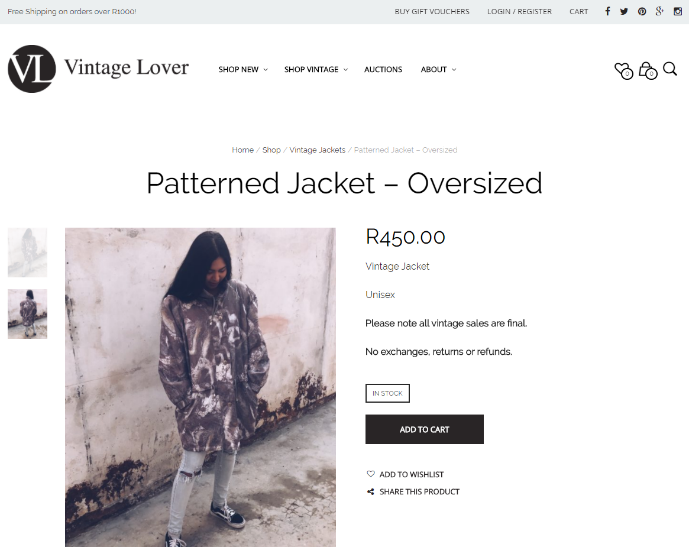 Free Shipping on orders over R1000!
BUY GIFT VOUCHERS LOGIN / REGISTER CART
VL Vintage Lover
SHOP NEW SHOP VINTAGE AUCTIONS ABOUT
0 0
Home / Shop / Vintage Jackets / Patterned Jacket – Oversized
Patterned Jacket – Oversized
R450.00
Vintage Jacket
Unisex
Please note all vintage sales are final.
No exchanges, returns or refunds.
IN STOCK
ADD TO CART
ADD TO WISHLIST
SHARE THIS PRODUCT